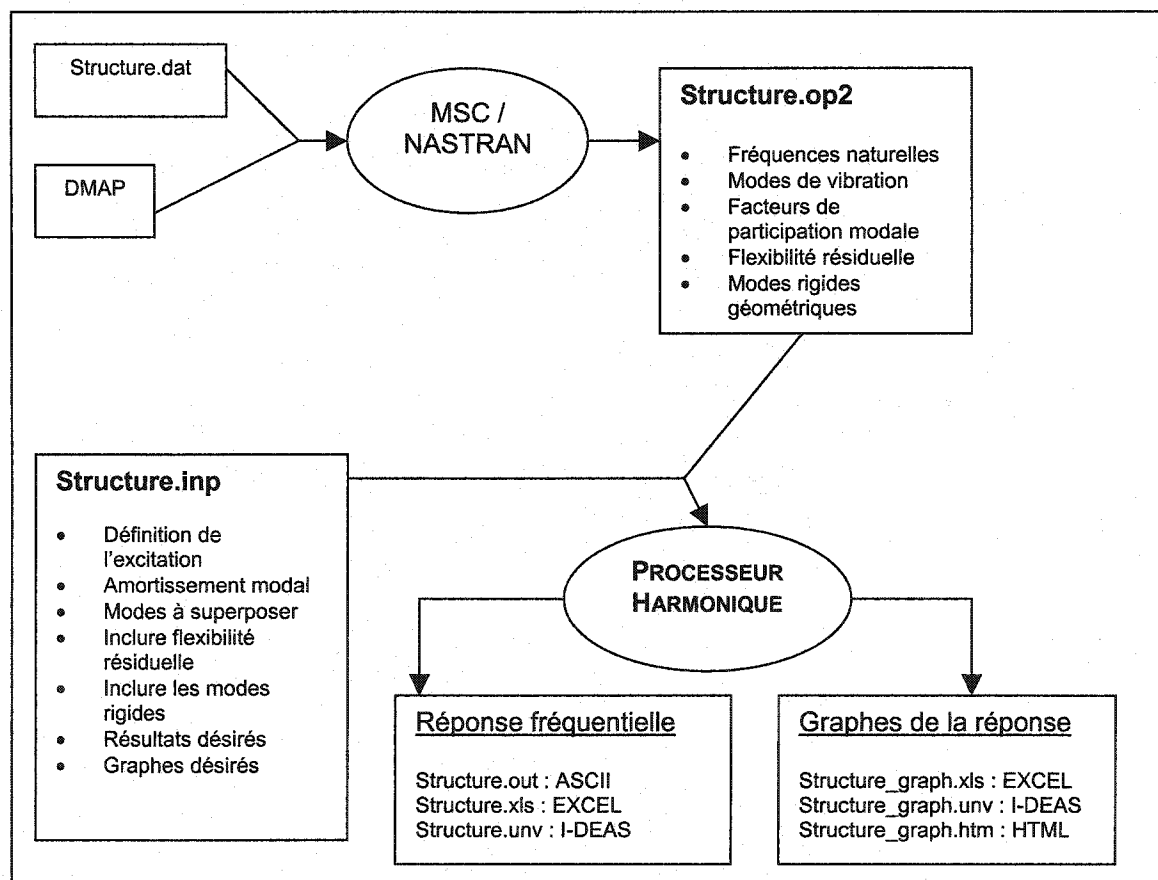 Structure.dat
DMAP
MSC /
NASTRAN
Structure.op2
• Fréquences naturelles
• Modes de vibration
• Facteurs de
participation modale
• Flexibilité résiduelle
• Modes rigides
géométriques
Structure.inp
• Définition de
l'excitation
• Amortissement modal
• Modes à superposer
• Inclure flexibilité
résiduelle
• Inclure les modes
rigides
• Résultats désirés
• Graphes désirés
PROCESSEUR
HARMONIQUE
Réponse fréquentielle
Structure.out : ASCII
Structure.xls : EXCEL
Structure.unv : I-DEAS
Graphes de la réponse
Structure_graph.xls : EXCEL
Structure_graph.unv : I-DEAS
Structure_graph.htm : HTML